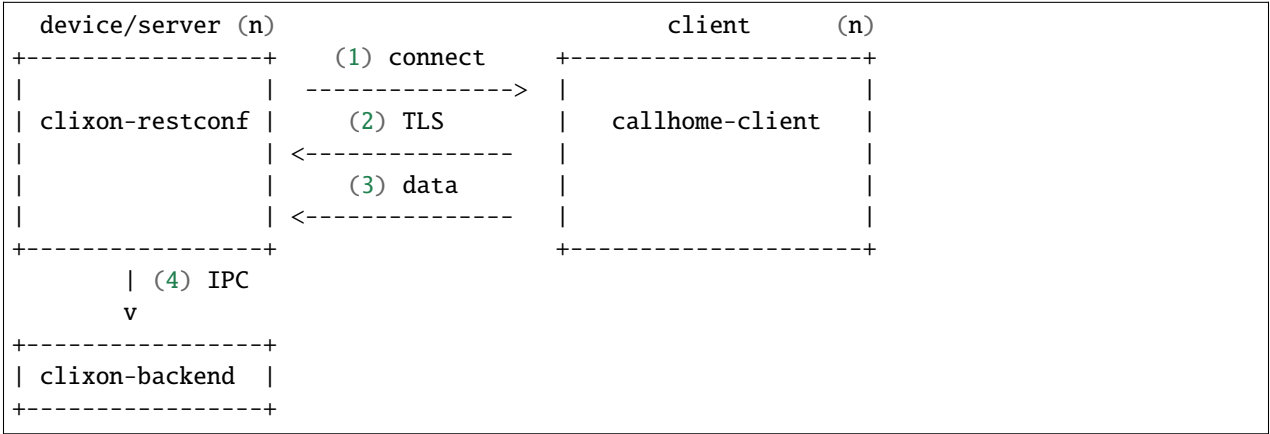 device/server (n)                            client      (n)
+-----------------+    (1) connect     +---------------------+
|                 |  --------------->  |                     |
| clixon-restconf |     (2) TLS        |   callhome-client   |
|                 | <---------------   |                     |
|                 |     (3) data       |                     |
|                 | <---------------   |                     |
+-----------------+                    +---------------------+
        | (4) IPC
        v
+-----------------+
| clixon-backend  |
+-----------------+